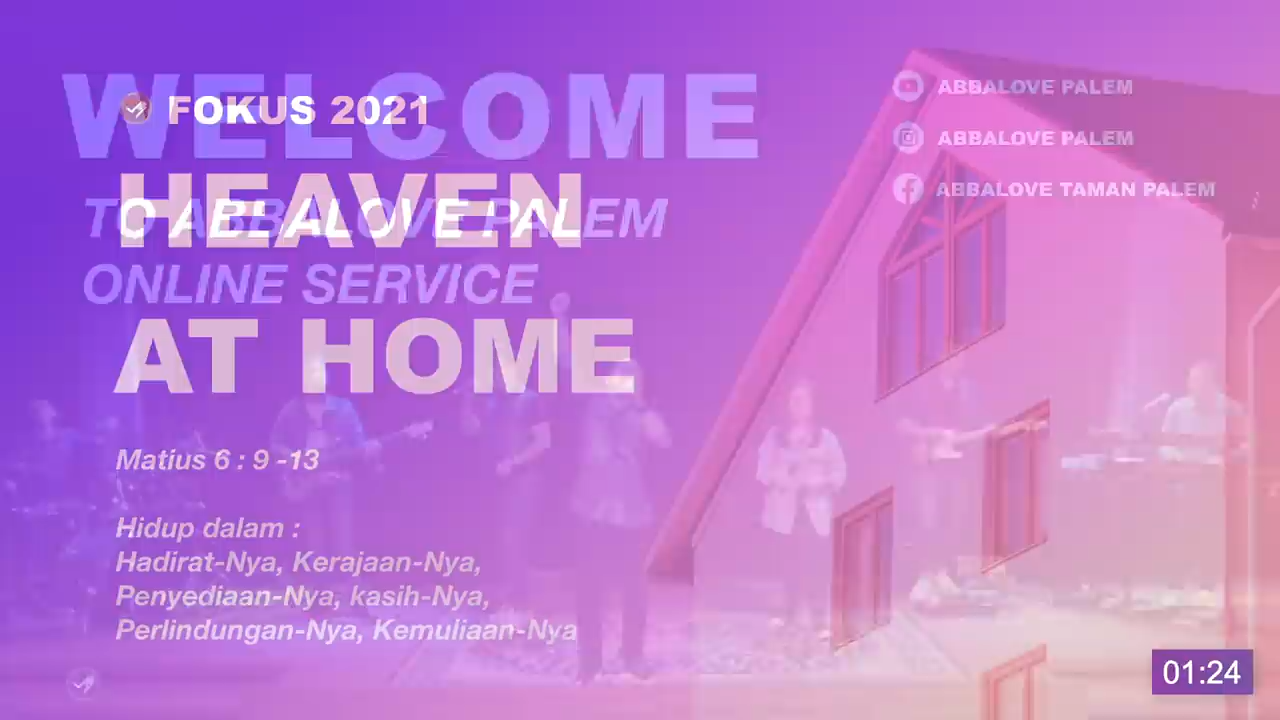 WELCOME
TO ABBALOVE PALEM
ONLINE SERVICE
FOKUS 2021
HEAVEN
AT HOME
Matius 6 : 9 -13
Hidup dalam :
Hadirat-Nya, Kerajaan-Nya,
Penyediaan-Nya, kasih-Nya,
Perlindungan-Nya, Kemuliaan-Nya
ABBALOVE PALEM
ABBALOVE PALEM
ABBALOVE TAMAN PALEM
01:24